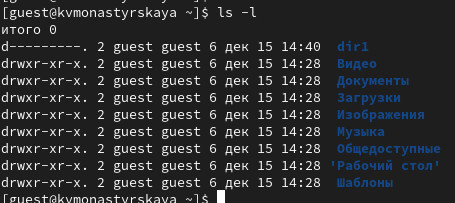 [guest@kvmonastyrskaya ~]$ ls -l
итого 0
d---------. 2 guest guest 6 дек 15 14:40 dir1
drwxr-xr-x. 2 guest guest 6 дек 15 14:28 Видео
drwxr-xr-x. 2 guest guest 6 дек 15 14:28 Документы
drwxr-xr-x. 2 guest guest 6 дек 15 14:28 Загрузки
drwxr-xr-x. 2 guest guest 6 дек 15 14:28 Изображения
drwxr-xr-x. 2 guest guest 6 дек 15 14:28 Музыка
drwxr-xr-x. 2 guest guest 6 дек 15 14:28 Общедоступные
drwxr-xr-x. 2 guest guest 6 дек 15 14:28 'Рабочий стол'
drwxr-xr-x. 2 guest guest 6 дек 15 14:28 Шаблоны
[guest@kvmonastyrskaya ~]$